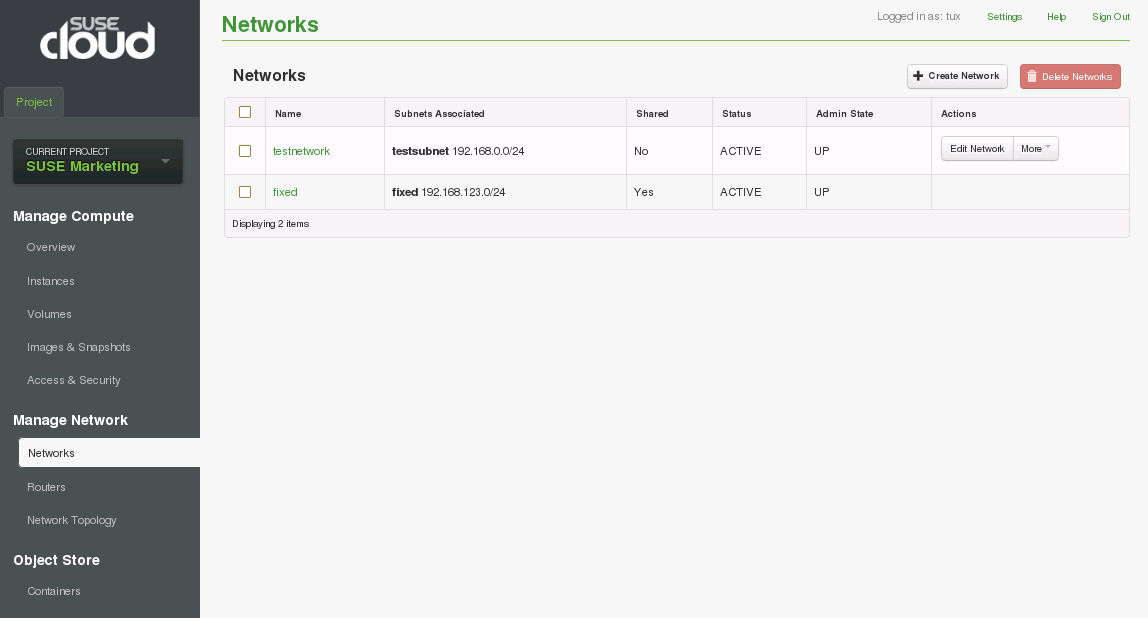 SUSE
cloud
Project
CURRENT PROJECT
SUSE Marketing
Manage Compute
Overview
Instances
Volumes
Images & Snapshots
Access & Security
Manage Network
Networks
Routers
Network Topology
Object Store
Containers
Networks
Logged in as: tux Settings Help Sign Out
Networks
Create Network Delete Networks
Name Subnets Associated Shared Status Admin State Actions
testnetwork testsubnet 192.168.0.0/24 No ACTIVE UP Edit Network More
fixed fixed 192.168.123.0/24 Yes ACTIVE UP
Displaying 2 items